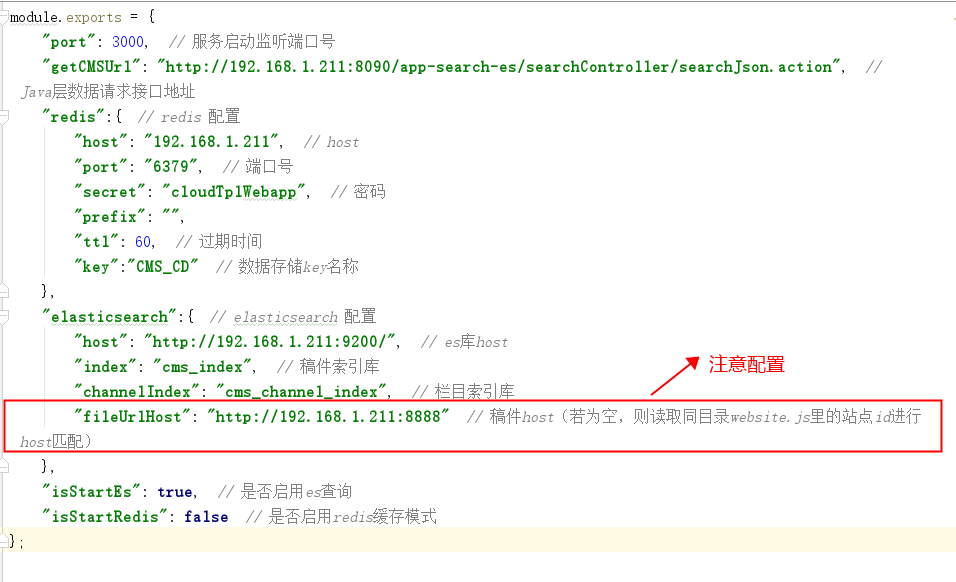 module.exports = {
"port": 3000, // 服务启动监听端口号
"getCMSUrl": "http://192.168.1.211:8090/app-search-es/searchController/searchJson.action", //
Java层数据请求接口地址
"redis":{ // redis 配置
"host": "192.168.1.211", // host
"port": "6379", // 端口号
"secret": "cloudTplWebapp", // 密码
"prefix": "",
"ttl": 60, // 过期时间
"key":"CMS_CD" // 数据存储key名称
},
"elasticsearch":{ // elasticsearch 配置
"host": "http://192.168.1.211:9200/", // es库host
"index": "cms_index", // 稿件索引库
注意配置
"channelIndex": "cms_channel_index", // 栏目索引库
"fileUrlHost": "http://192.168.1.211:8888" // 稿件host（若为空，则读取同目录website.js里的站点id进行
host匹配）
},
"isStartEs": true, // 是否启用es查询
"isStartRedis": false // 是否启用redis缓存模式
};